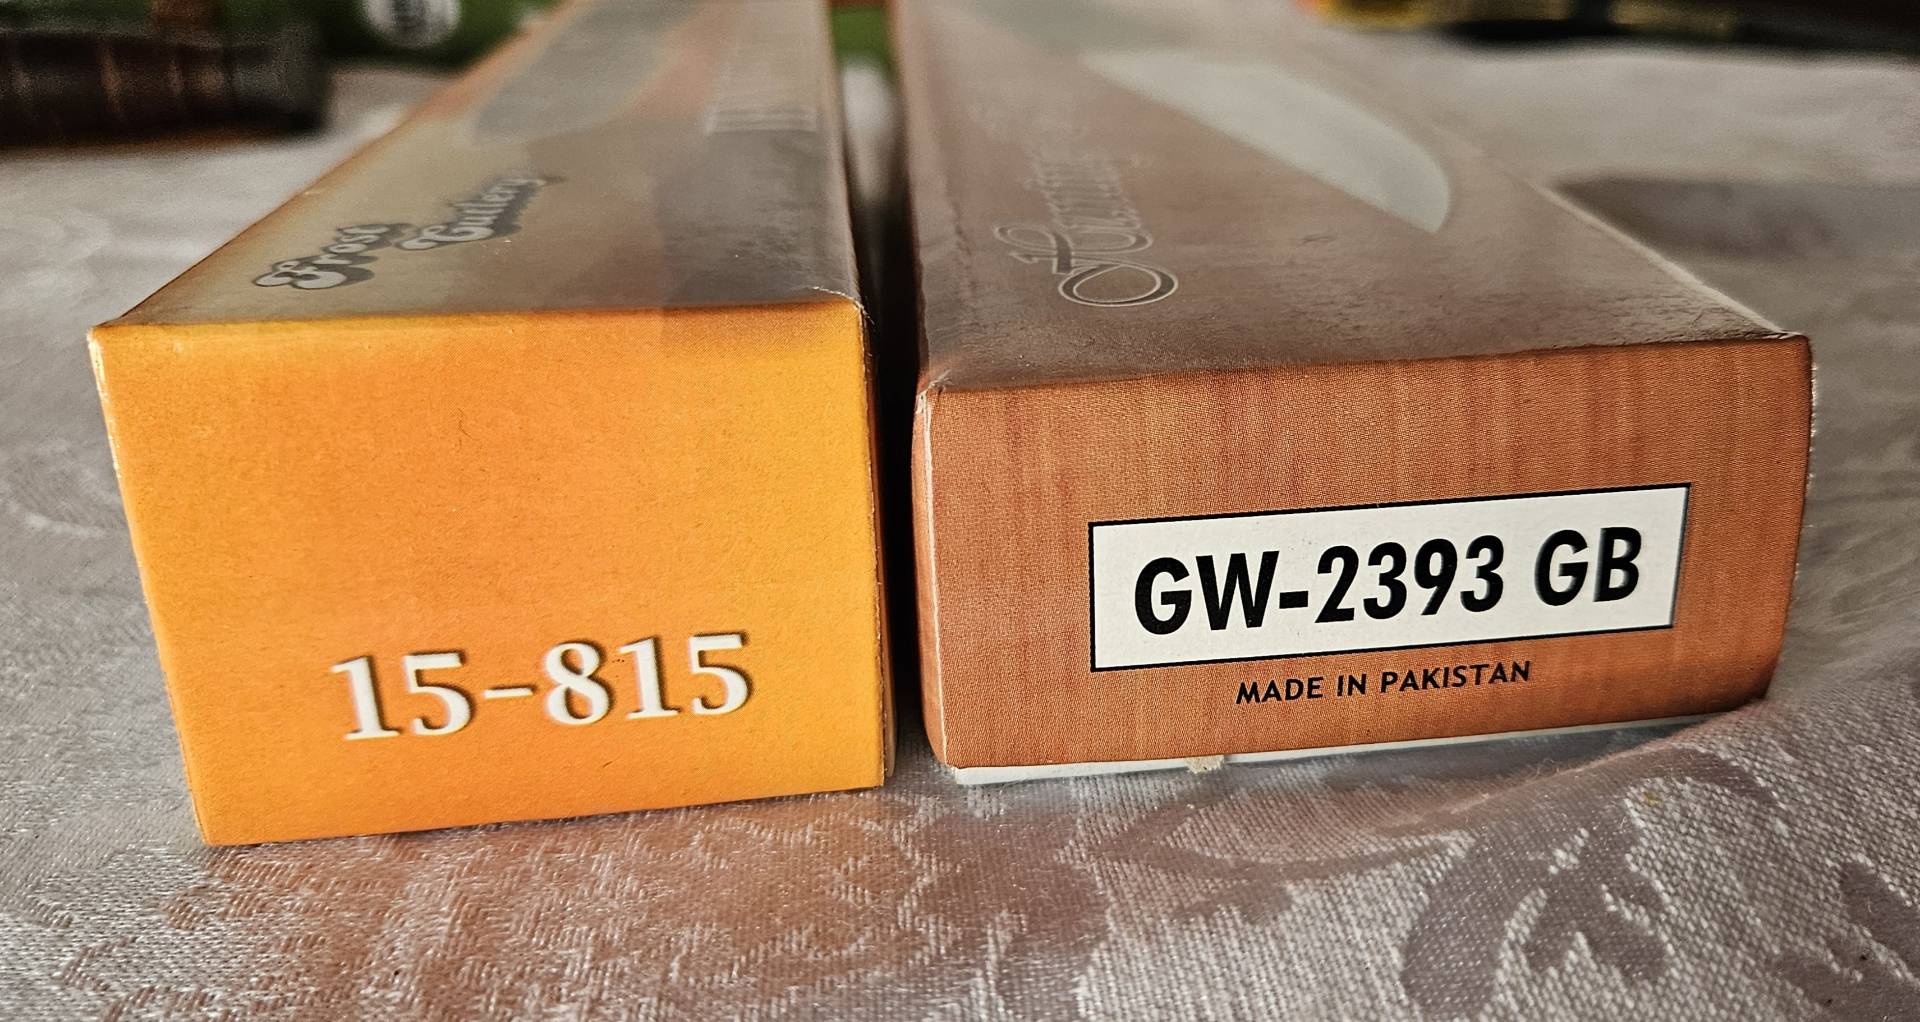 Frost
Cutlery
15-815
GW-2393 GB
MADE IN PAKISTAN